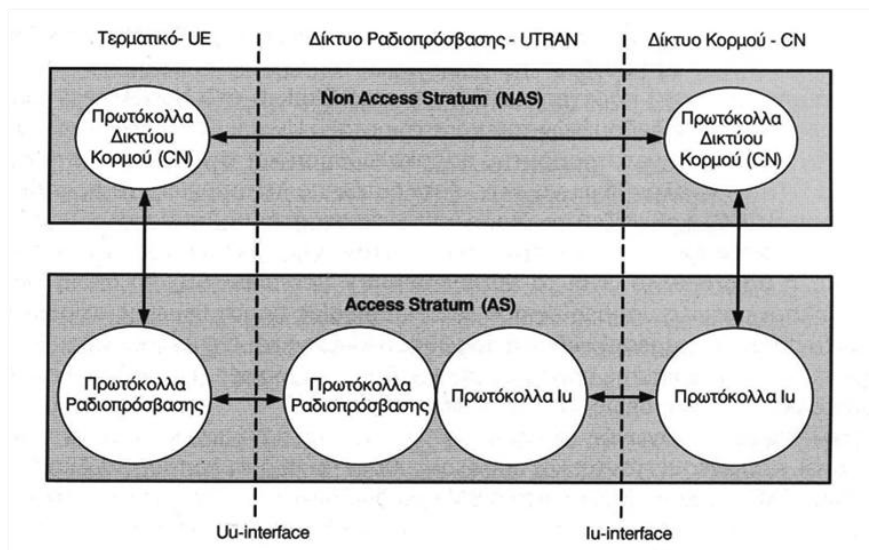 Τερματικό- UE
Δίκτυο Ραδιοπρόσβασης - UTRAN
Δίκτυο Κορμού - CN
Non Access Stratum (NAS)
Πρωτόκολλα
Δικτύου
Κορμού (CN)
Πρωτόκολλα
Δικτύου
Κορμού (CN)
Access Stratum (AS)
Πρωτόκολλα
Ραδιοπρόσβασης
Πρωτόκολλα
Ραδιοπρόσβασης
Πρωτόκολλα Iu
Πρωτόκολλα Iu
Uu-interface
Iu-interface